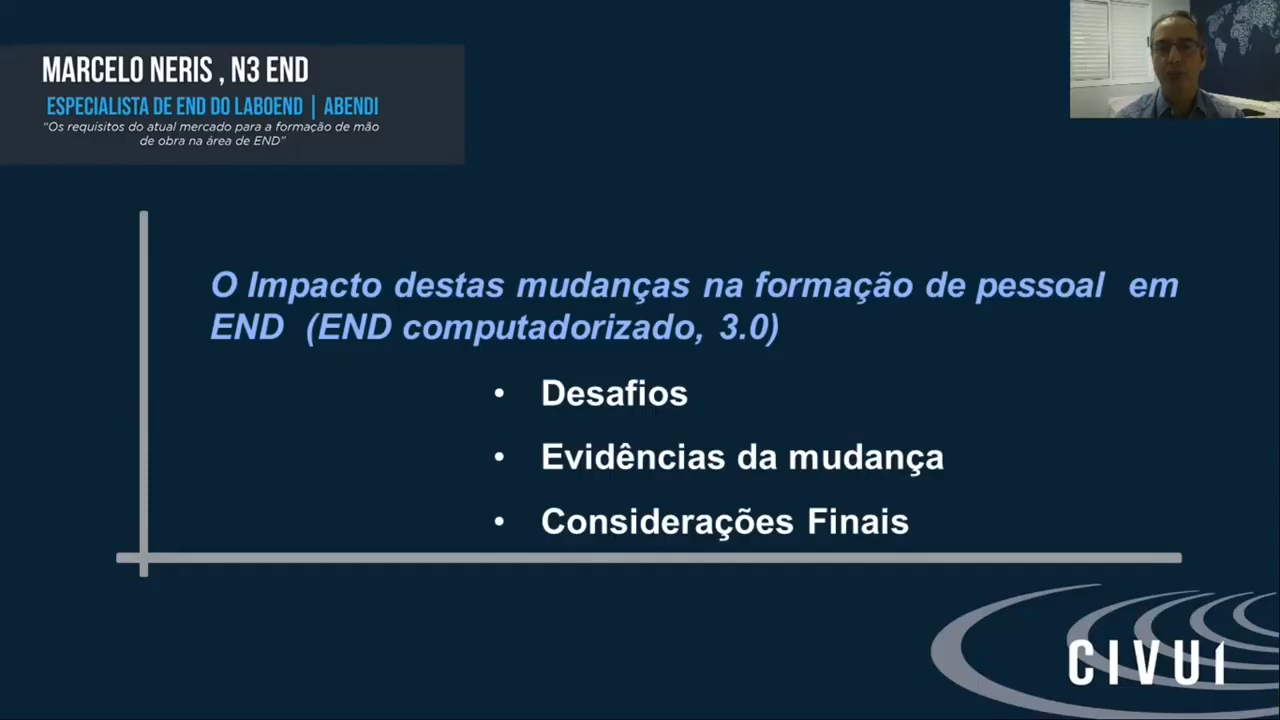 MARCELO NERIS , N3 END
ESPECIALISTA DE END DO LABOEND | ABENDI
“Os requisitos do atual mercado para a formação de mão
de obra na área de END”
O Impacto destas mudanças na formação de pessoal em
END (END computadorizado, 3.0)
• Desafios
• Evidências da mudança
• Considerações Finais
CIVUI